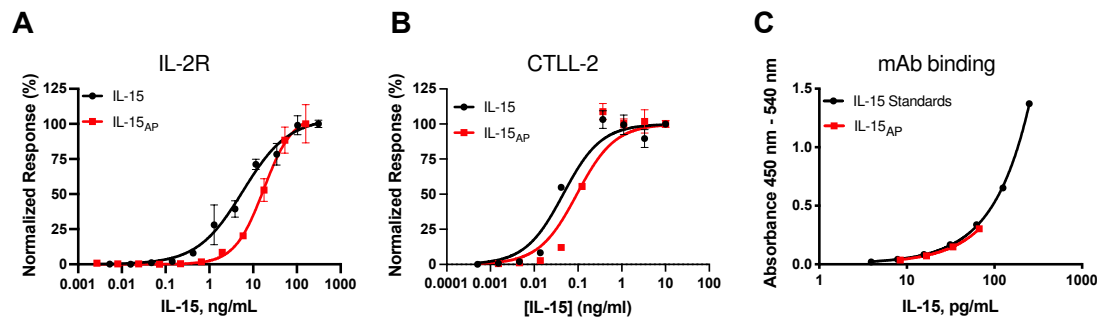 A
IL-2R
Normalized Response (%)
125
100
75
50
25
0
IL-15
IL-15AP
0.001 0.01 0.1 1 10 100 1000
IL-15, ng/mL
B
CTLL-2
Normalized Response (%)
125
100
75
50
25
0
IL-15
IL-15AP
0.0001 0.001 0.01 0.1 1 10 100
[IL-15] (ng/ml)
C
mAb binding
Absorbance 450 nm - 540 nm
1.5
1.0
0.5
0.0
IL-15 Standards
IL-15AP
1 10 100 1000
IL-15, pg/mL